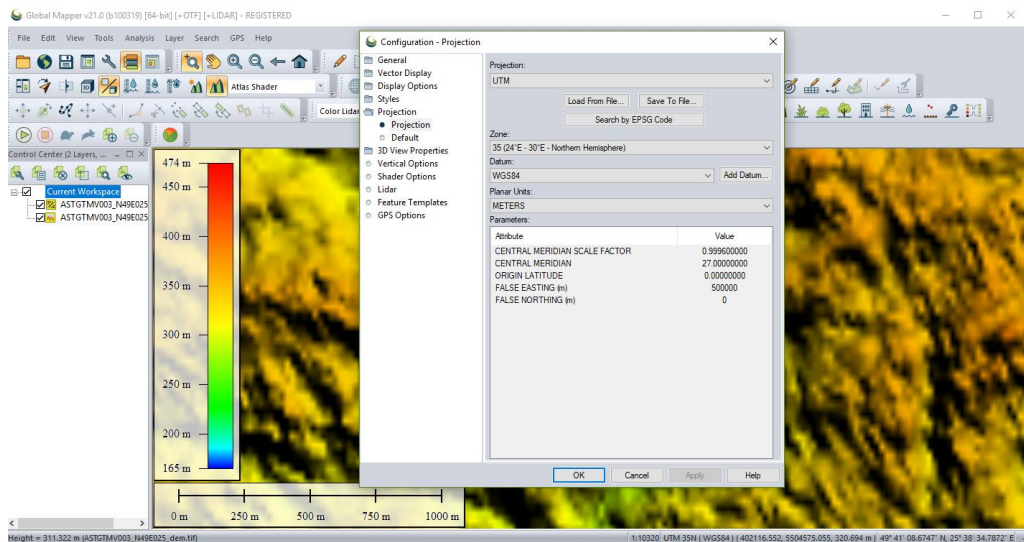 Global Mapper v21.0 (b100319) [64-bit] [+OTF] [+LIDAR] - REGISTERED
File Edit View Tools Analysis Layer Search GPS Help
Atlas Shader
Color Lidar
Control Center (2 Layers, ...
Current Workspace
ASTGTMV003_N49E025
ASTGTMV003_N49E025
474 m
450 m
400 m
350 m
300 m
250 m
200 m
165 m
0 m 250 m 500 m 750 m 1000 m
Configuration - Projection
General
Vector Display
Display Options
Styles
Projection
Projection
Default
3D View Properties
Vertical Options
Shader Options
Lidar
Feature Templates
GPS Options
Projection:
UTM
Load From File... Save To File...
Search by EPSG Code
Zone:
35 (24°E - 30°E - Northern Hemisphere)
Datum:
WGS84 Add Datum...
Planar Units:
METERS
Parameters:
Attribute Value
CENTRAL MERIDIAN SCALE FACTOR 0.999600000
CENTRAL MERIDIAN 27.00000000
ORIGIN LATITUDE 0.00000000
FALSE EASTING (m) 500000
FALSE NORTHING (m) 0
OK Cancel Apply Help
Height = 311.322 m (ASTGTMV003_N49E025_dem.tif)
1:10320 UTM 35N ( WGS84 ) ( 402116.552, 5504575.055, 320.694 m ) 49° 41' 08.6747" N, 25° 38' 34.7872" E